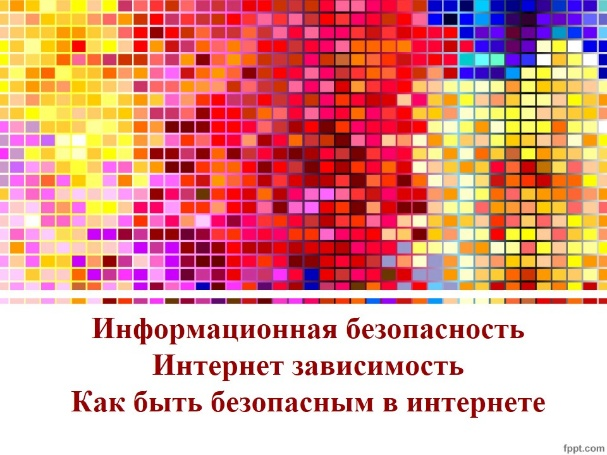 Информационная безопасность
Интернет зависимость
Как быть безопасным в интернете
fppt.com